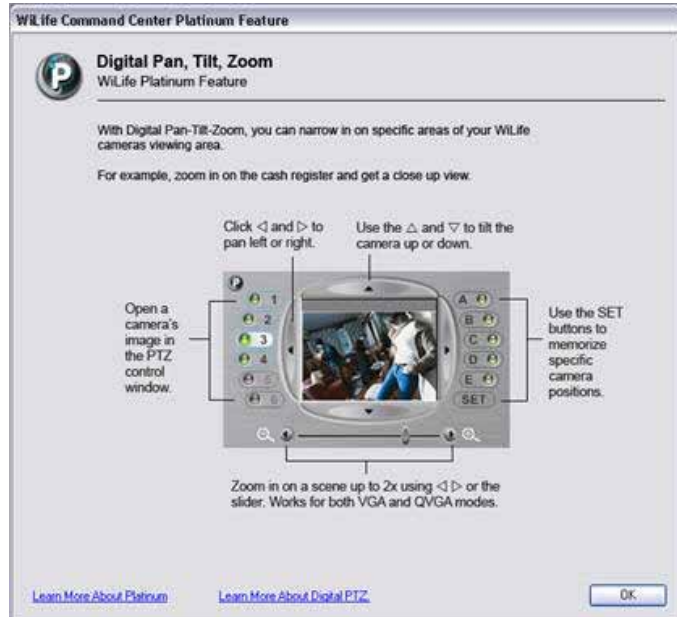 WiLife Command Center Platinum Feature
P
Digital Pan, Tilt, Zoom
WiLife Platinum Feature
With Digital Pan-Tilt-Zoom, you can narrow in on specific areas of your WiLife
cameras viewing area.
For example, zoom in on the cash register and get a close up view.
Click ◁ and ▷ to
pan left or right.
Use the △ and ▽ to tilt the
camera up or down.
Open a
camera's
image in
the PTZ
control
window.
P
1
2
3
4
5
6
A
B
C
D
E
SET
Use the SET
buttons to
memorize
specific
camera
positions.
Zoom in on a scene up to 2x using ◁ ▷ or the
slider. Works for both VGA and QVGA modes.
Learn More About Platinum
Learn More About Digital PTZ
OK